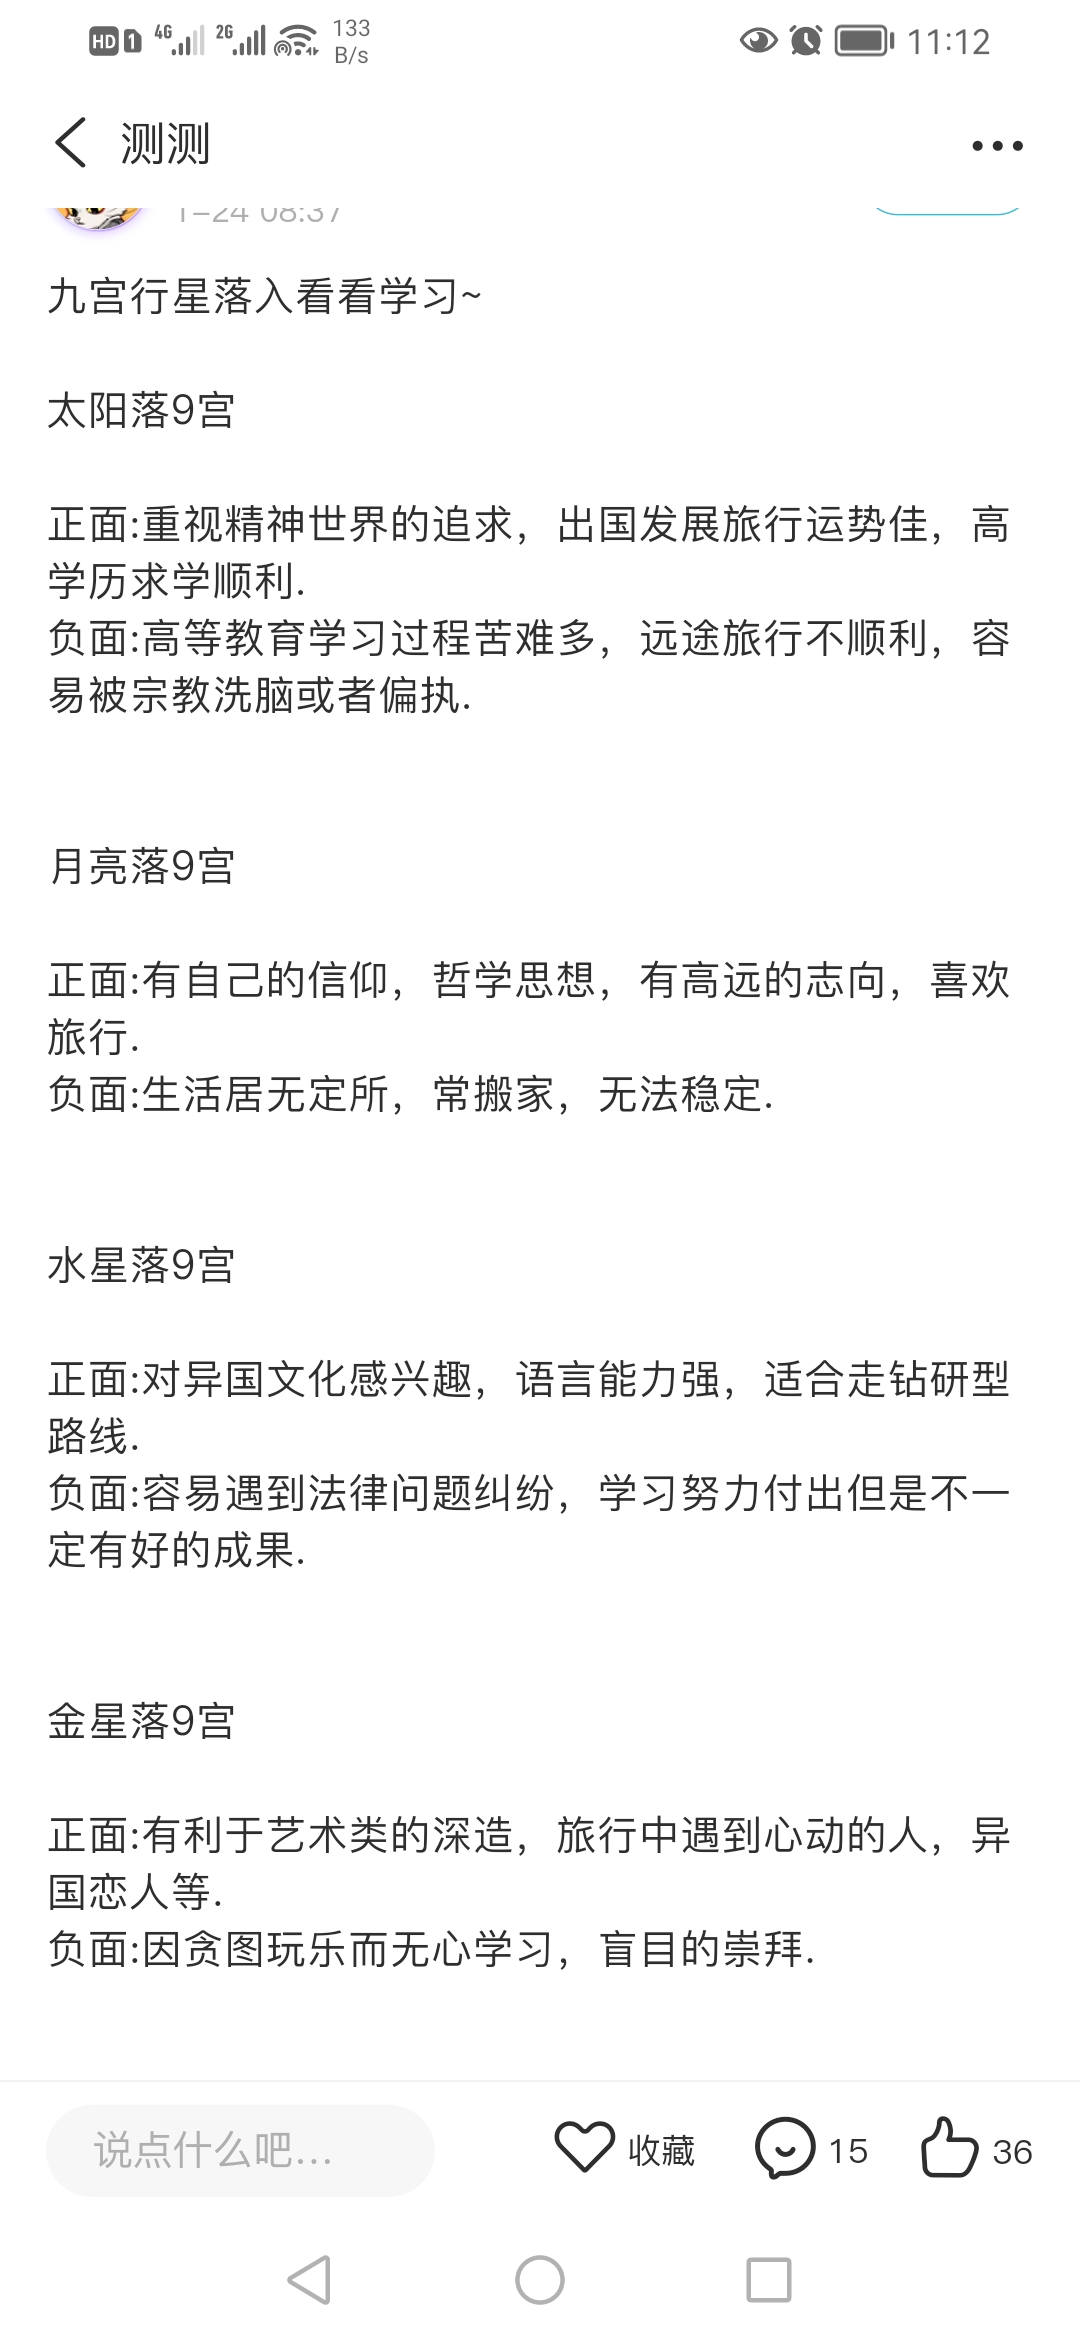 HD 1 4G 2G 133 B/s 11:12
测测
1-24 08:37
九宫行星落入看看学习~
太阳落9宫
正面:重视精神世界的追求，出国发展旅行运势佳，高
学历求学顺利.
负面:高等教育学习过程苦难多，远途旅行不顺利，容
易被宗教洗脑或者偏执.
月亮落9宫
正面:有自己的信仰，哲学思想，有高远的志向，喜欢
旅行.
负面:生活居无定所，常搬家，无法稳定.
水星落9宫
正面:对异国文化感兴趣，语言能力强，适合走钻研型
路线.
负面:容易遇到法律问题纠纷，学习努力付出但是不一
定有好的成果.
金星落9宫
正面:有利于艺术类的深造，旅行中遇到心动的人，异
国恋人等.
负面:因贪图玩乐而无心学习，盲目的崇拜.
说点什么吧... 收藏 15 36